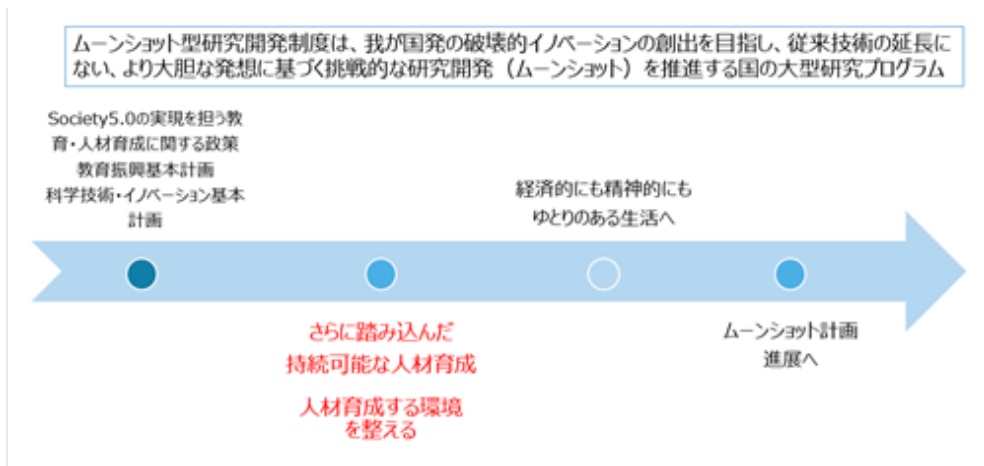 ムーンショット型研究開発制度は、我が国発の破壊的イノベーションの創出を目指し、従来技術の延長に
ない、より大胆な発想に基づく挑戦的な研究開発（ムーンショット）を推進する国の大型研究プログラム
Society5.0の実現を担う教
育・人材育成に関する政策
教育振興基本計画
科学技術・イノベーション基本
計画
経済的にも精神的にも
ゆとりのある生活へ
さらに踏み込んだ
持続可能な人材育成
人材育成する環境
を整える
ムーンショット計画
進展へ